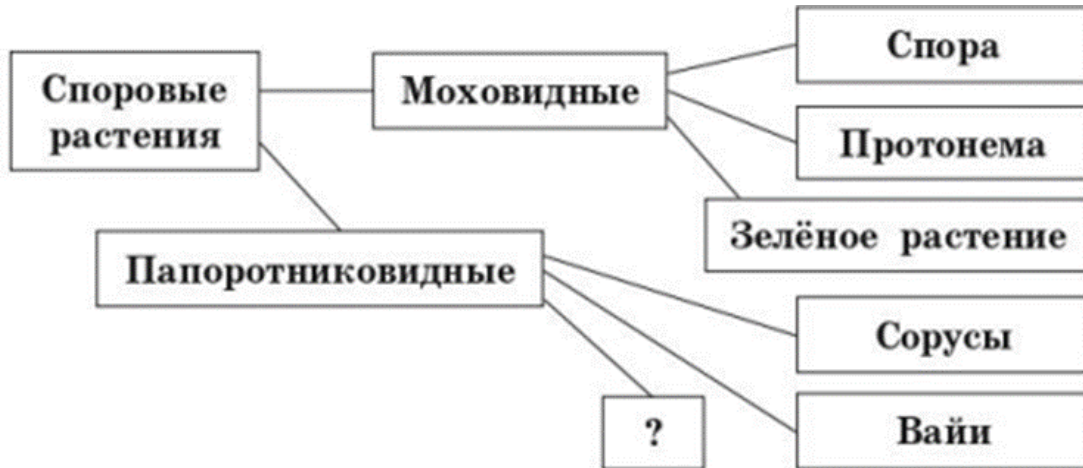 Споровые
растения
Моховидные
Спора
Протонема
Зелёное растение
Папоротниковидные
Сорусы
Вайи
?